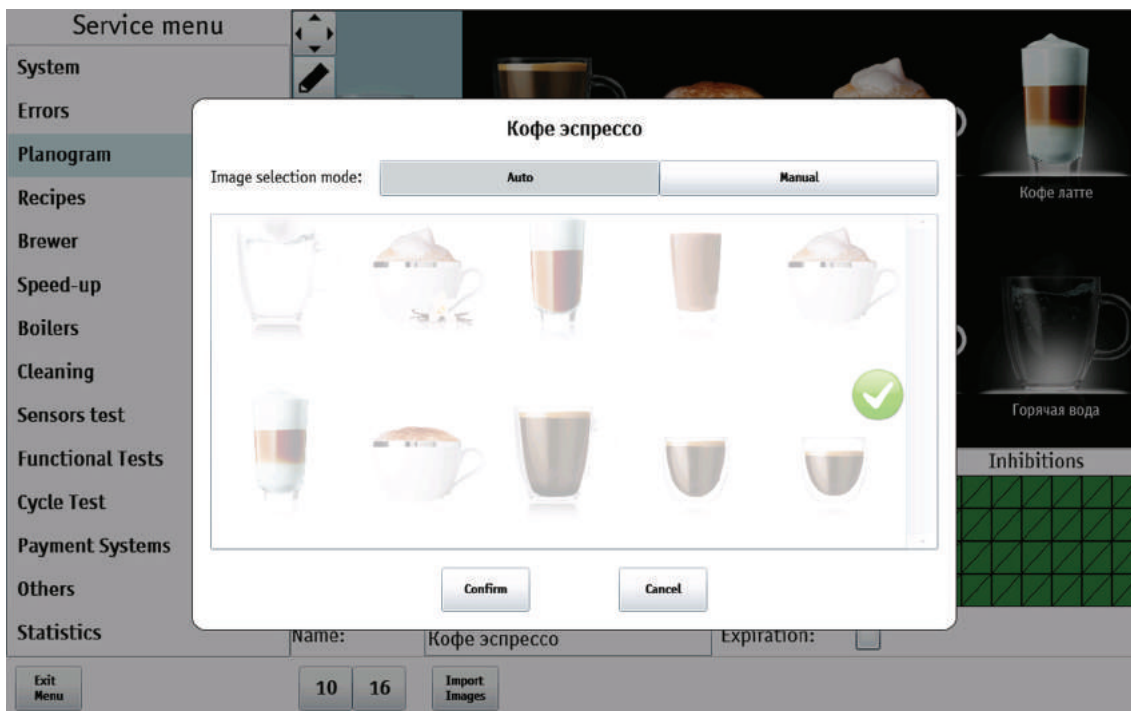 Service menu
System
Errors
Planogram
Recipes
Brewer
Speed-up
Boilers
Cleaning
Sensors test
Functional Tests
Cycle Test
Payment Systems
Others
Statistics
Exit
Menu
Кофе эспрессо
Image selection mode:
Auto
Manual
Confirm
Cancel
Кофе латте
Горячая вода
Inhibitions
Name:
Кофе эспрессо
Expiration:
10
16
Import
Images